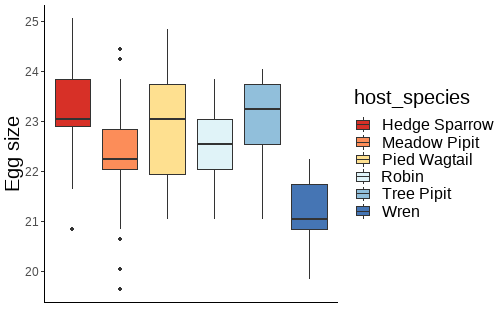 Egg size
25
24
23
22
21
20
host_species
Hedge Sparrow
Meadow Pipit
Pied Wagtail
Robin
Tree Pipit
Wren